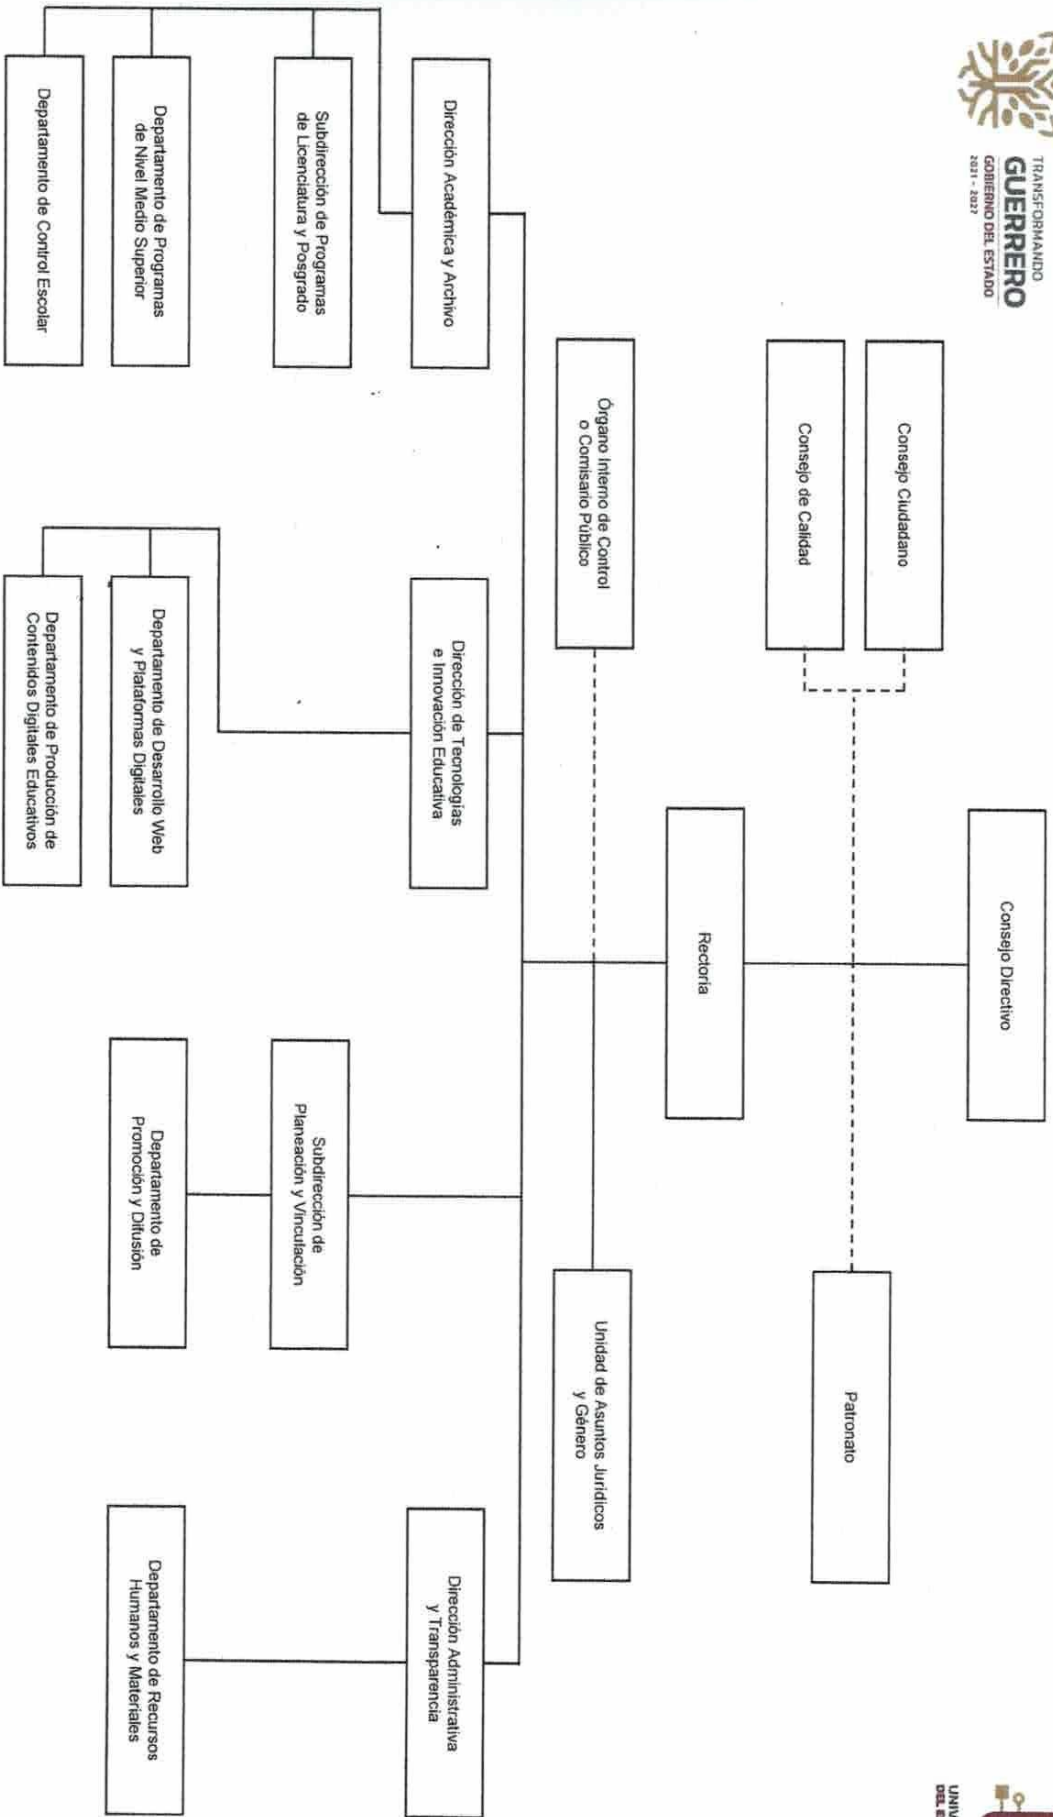 TRANSFORMANDO
GUERRERO
GOBIERNO DEL ESTADO
2021 - 2027
Consejo Directivo
Consejo Ciudadano
Consejo de Calidad
Patronato
Rectoría
Órgano Interno de Control
o Comisario Público
Unidad de Asuntos Jurídicos
y Género
Dirección Académica y Archivo
Dirección de Tecnologías
e Innovación Educativa
Dirección Administrativa
y Transparencia
Subdirección de Programas
de Licenciatura y Posgrado
Subdirección de
Planeación y Vinculación
Departamento de Programas
de Nivel Medio Superior
Departamento de Desarrollo Web
y Plataformas Digitales
Departamento de
Promoción y Difusión
Departamento de Recursos
Humanos y Materiales
Departamento de Control Escolar
Departamento de Producción de
Contenidos Digitales Educativos
UNIV
DEL E